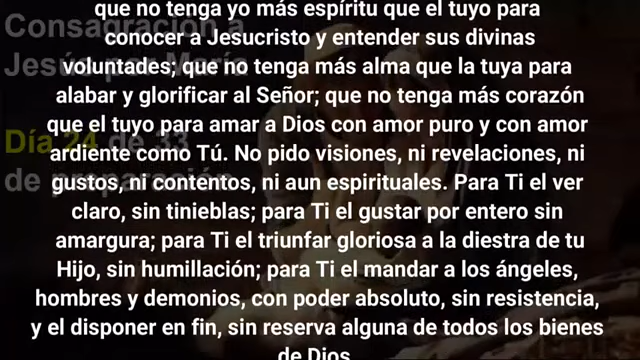 que no tenga yo más espíritu que el tuyo para
conocer a Jesucristo y entender sus divinas
voluntades; que no tenga más alma que la tuya para
alabar y glorificar al Señor; que no tenga más corazón
que el tuyo para amar a Dios con amor puro y con amor
ardiente como Tú. No pido visiones, ni revelaciones, ni
gustos, ni contentos, ni aun espirituales. Para Ti el ver
claro, sin tinieblas; para Ti el gustar por entero sin
amargura; para Ti el triunfar gloriosa a la diestra de tu
Hijo, sin humillación; para Ti el mandar a los ángeles,
hombres y demonios, con poder absoluto, sin resistencia,
y el disponer en fin, sin reserva alguna de todos los bienes
de Dios
Consagración a
Jesús por María
Día 24 de 33
de preparación